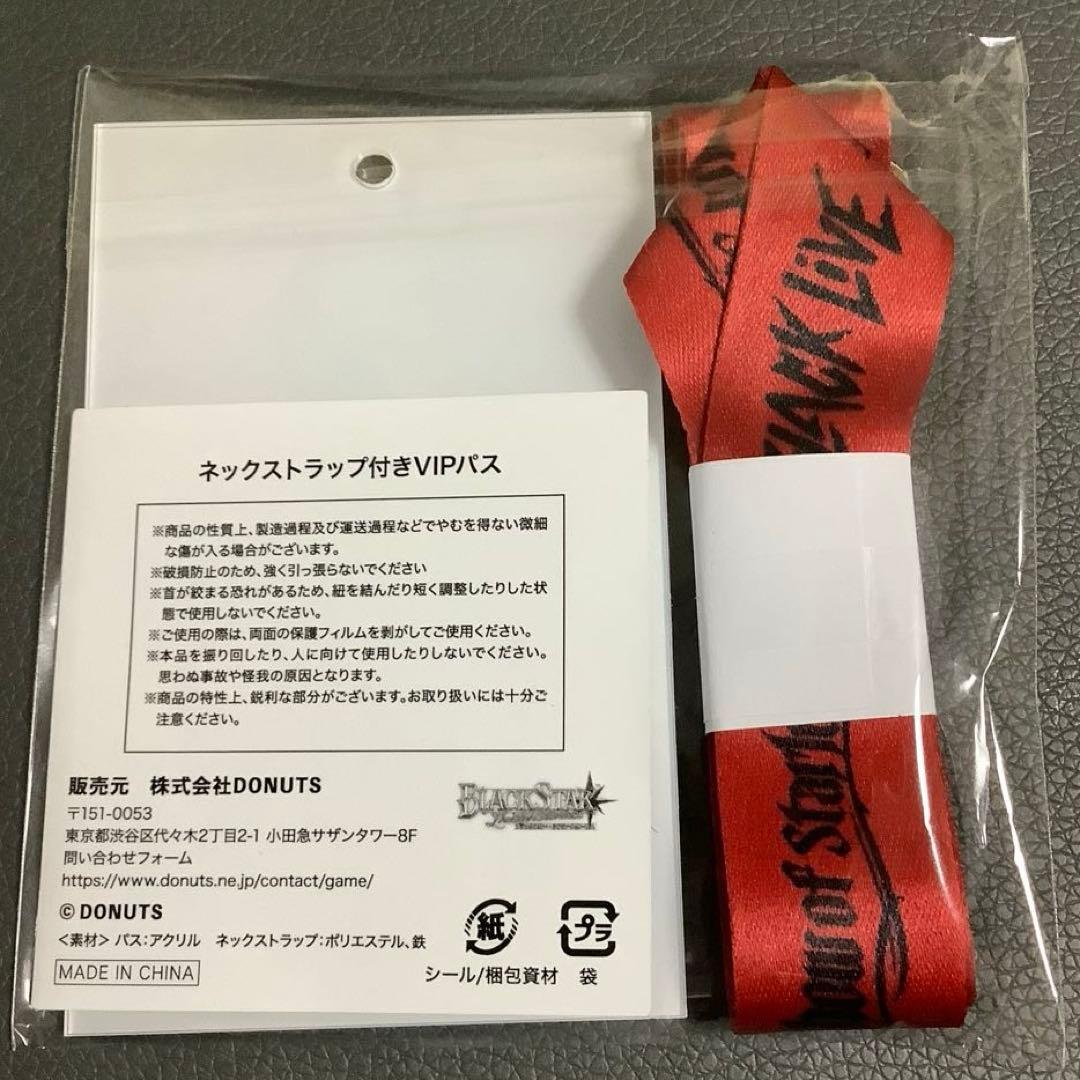 ネックストラップ付きVIPパス
※商品の性質上、製造過程及び運送過程などでやむを得ない微細
な傷が入る場合がございます。
※破損防止のため、強く引っ張らないでください
※首が絞まる恐れがあるため、紐を結んだり短く調整したりした状
態で使用しないでください。
※ご使用の際は、両面の保護フィルムを剥がしてご使用ください。
※本品を振り回したり、人に向けて使用したりしないでください。
思わぬ事故や怪我の原因となります。
※商品の特性上、鋭利な部分がございます。お取り扱いには十分ご
注意ください。
販売元 株式会社DONUTS
〒151-0053
東京都渋谷区代々木2丁目2-1 小田急サザンタワー8F
問い合わせフォーム
https://www.donuts.ne.jp/contact/game/
© DONUTS
<素材> パス:アクリル ネックストラップ:ポリエステル、鉄
MADE IN CHINA
BLACKSTAR
紙
プラ
シール/梱包資材 袋
LACK LIVE
of Star